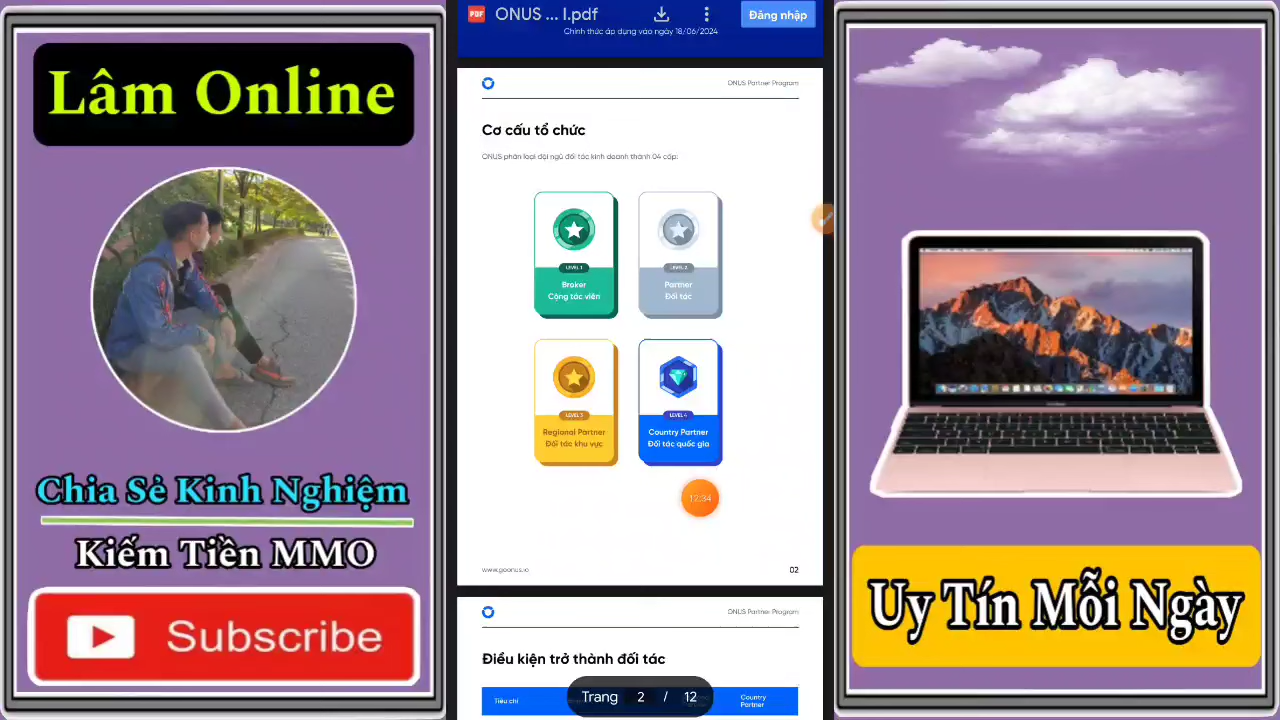 Lâm Online
Chia Sẻ Kinh Nghiệm
Kiếm Tiền MMO
Subscribe
PDF
ONUS ... I.pdf
Đăng nhập
Chính thức áp dụng vào ngày 18/06/2024
ONUS Partner Program
Cơ cấu tổ chức
ONUS phân loại đội ngũ đối tác kinh doanh thành 04 cấp:
LEVEL 1
Broker
Cộng tác viên
LEVEL 2
Partner
Đối tác
LEVEL 3
Regional Partner
Đối tác khu vực
LEVEL 4
Country Partner
Đối tác quốc gia
12:34
www.goonus.io
02
ONUS Partner Program
Điều kiện trở thành đối tác
Tiêu chí
Country
Partner
Trang 2 / 12
Uy Tín Mỗi Ngày